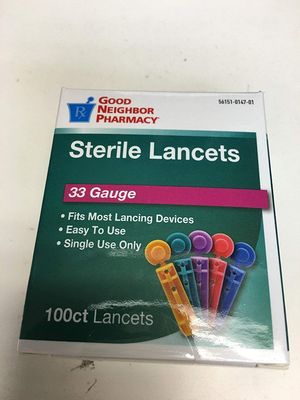 GOOD
NEIGHBOR
PHARMACY
Rx
56151-0147-01
Sterile Lancets
33 Gauge
• Fits Most Lancing Devices
• Easy To Use
• Single Use Only
100ct Lancets